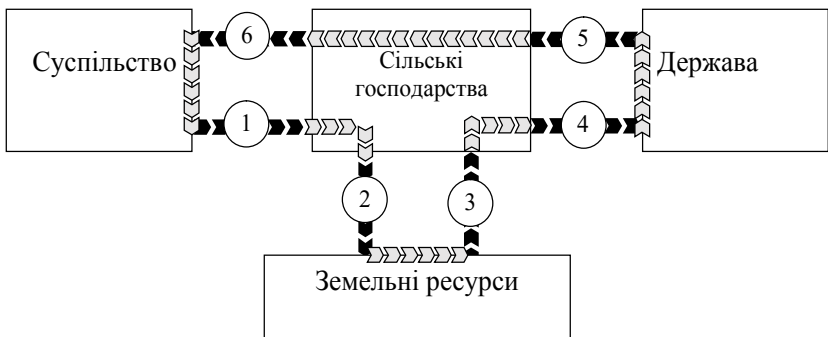 6
5
Суспільство
Сільські
господарства
Держава
1
4
2
3
Земельні ресурси